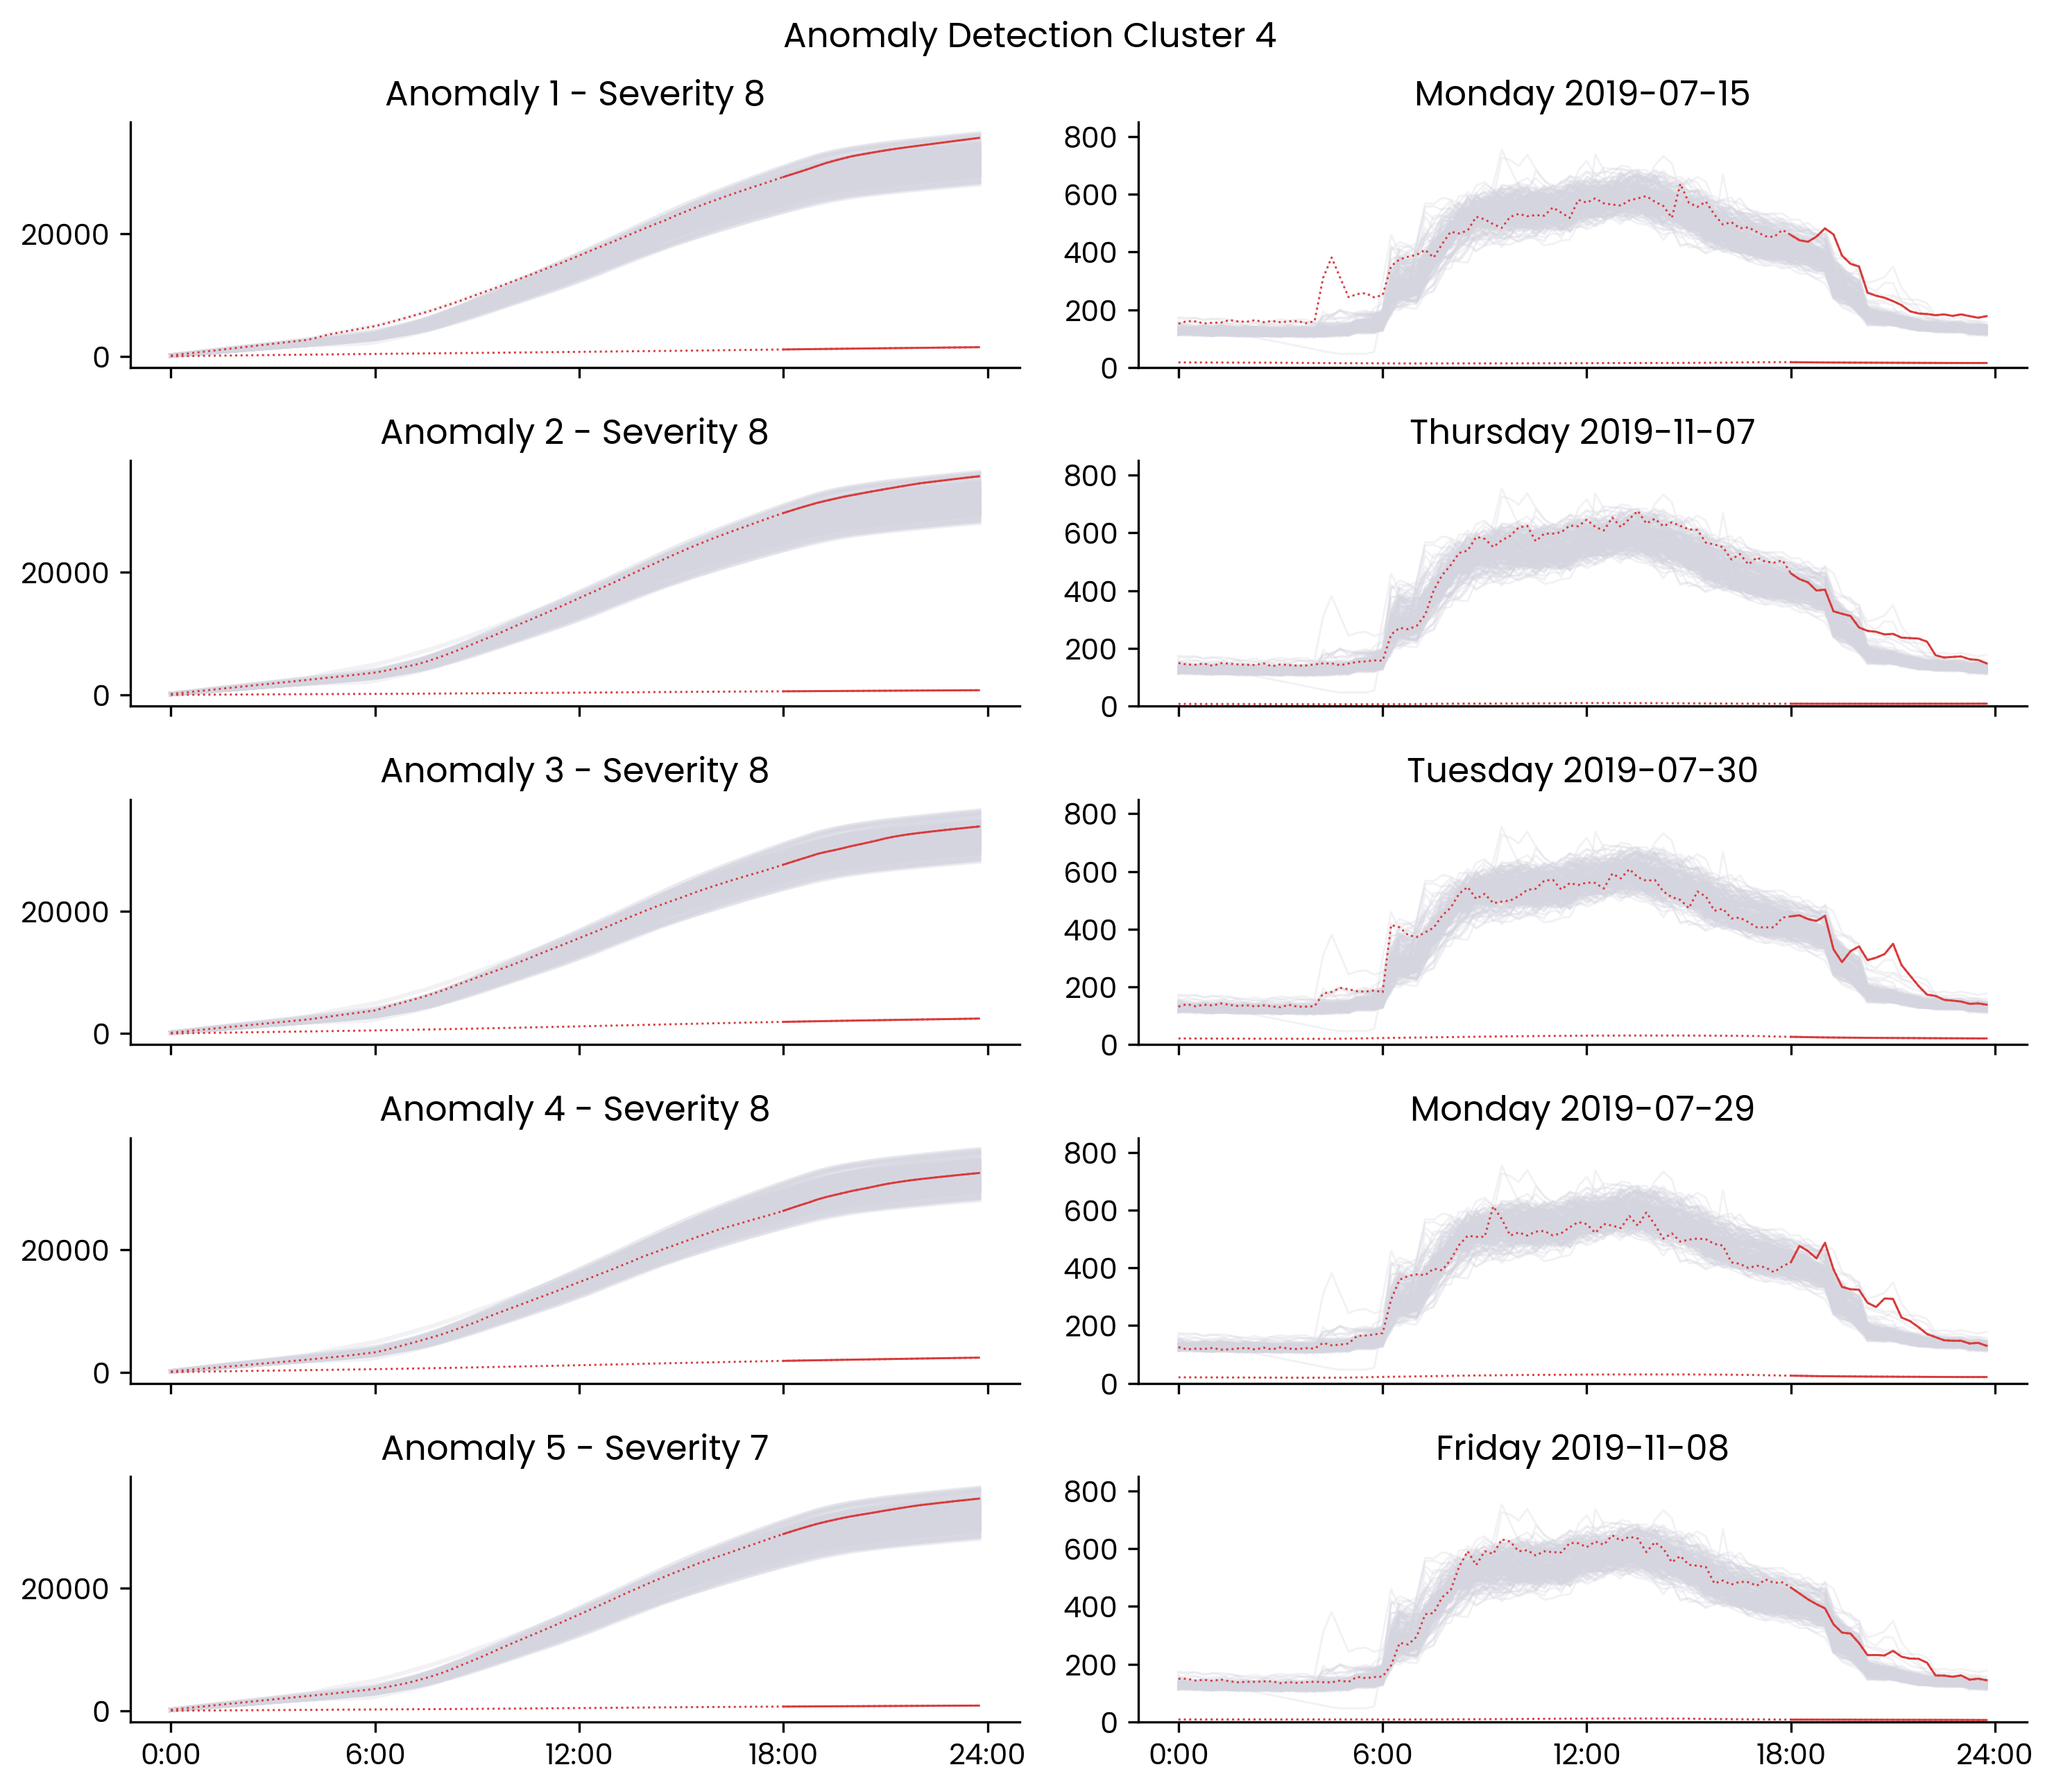 Anomaly Detection Cluster 4
Anomaly 1 - Severity 8
Monday 2019-07-15
20000
0
800
600
400
200
0
Anomaly 2 - Severity 8
Thursday 2019-11-07
20000
0
800
600
400
200
0
Anomaly 3 - Severity 8
Tuesday 2019-07-30
20000
0
800
600
400
200
0
Anomaly 4 - Severity 8
Monday 2019-07-29
20000
0
800
600
400
200
0
Anomaly 5 - Severity 7
Friday 2019-11-08
20000
0
800
600
400
200
0
0:00 6:00 12:00 18:00 24:00
0:00 6:00 12:00 18:00 24:00